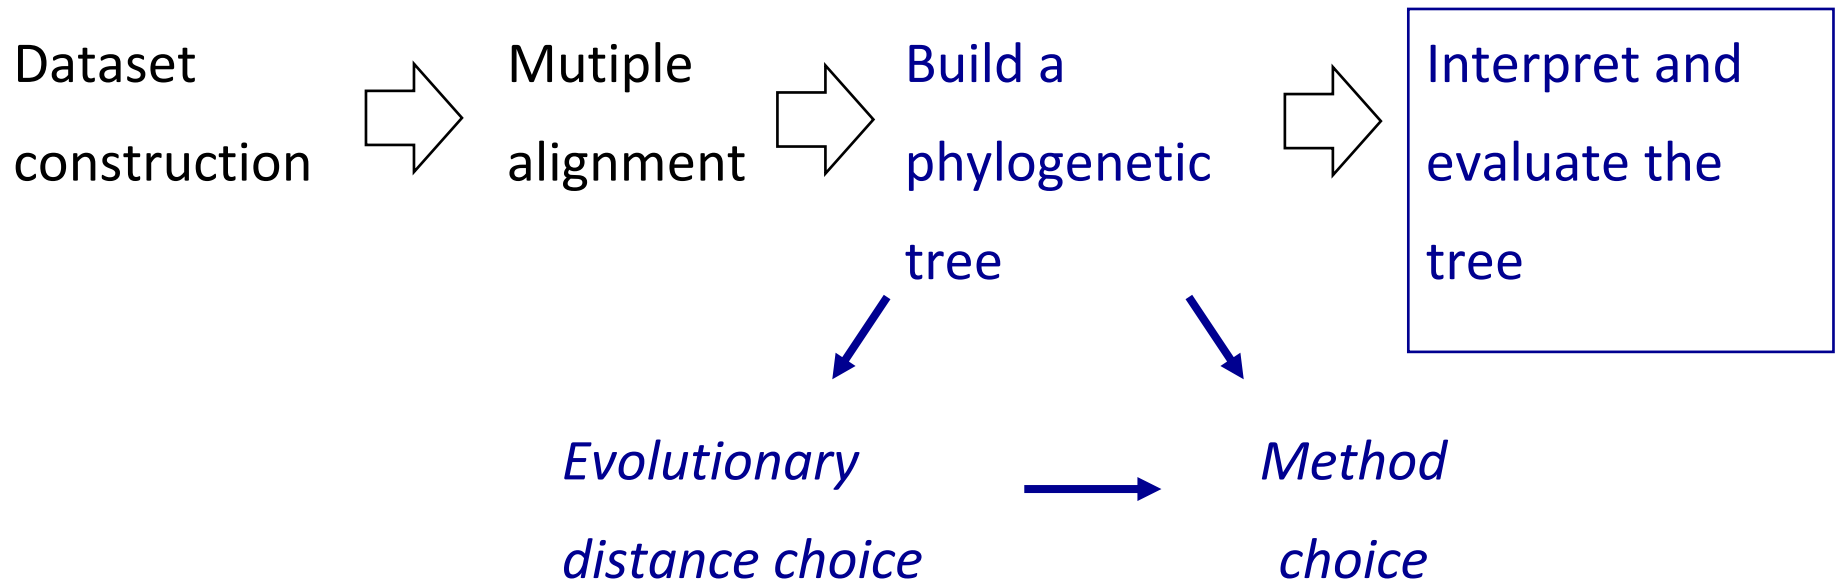 Dataset
construction
Mutiple
alignment
Build a
phylogenetic
tree
Interpret and
evaluate the
tree
Evolutionary
distance choice
Method
choice